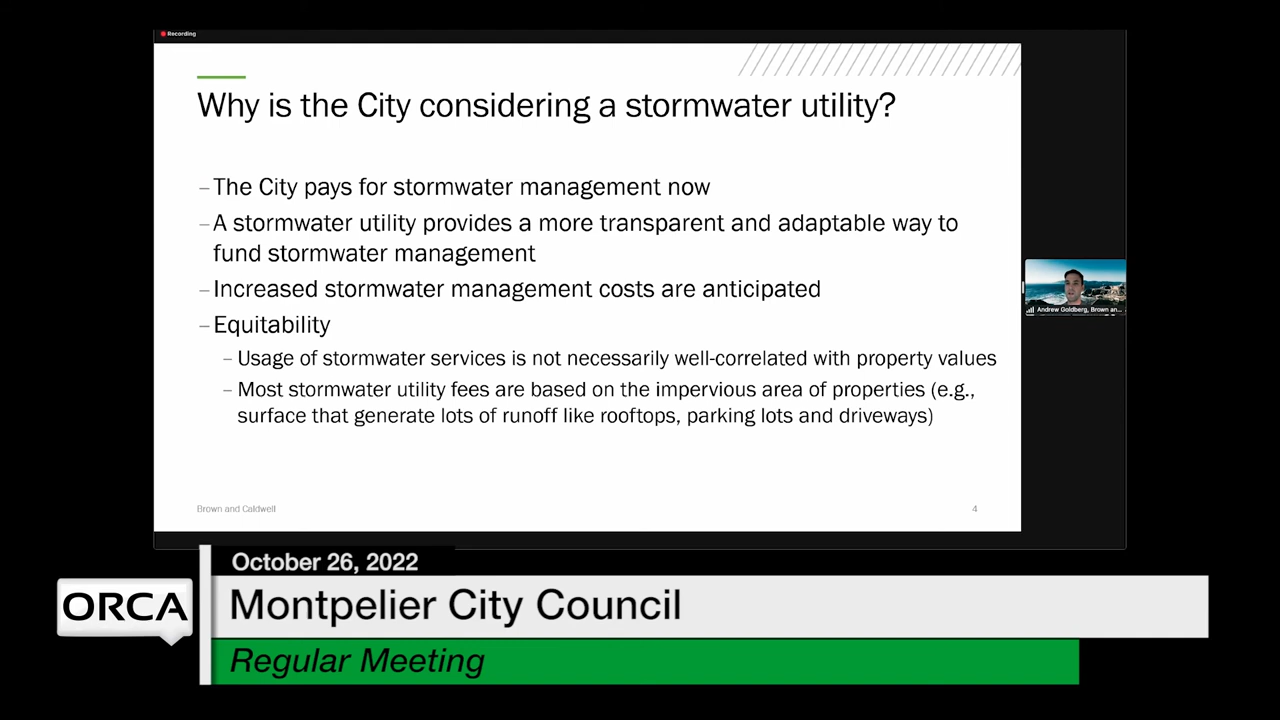 Recording
Why is the City considering a stormwater utility?
–The City pays for stormwater management now
–A stormwater utility provides a more transparent and adaptable way to
fund stormwater management
–Increased stormwater management costs are anticipated
–Equitability
– Usage of stormwater services is not necessarily well-correlated with property values
– Most stormwater utility fees are based on the impervious area of properties (e.g.,
surface that generate lots of runoff like rooftops, parking lots and driveways)
Andrew Goldberg, Brown an...
Brown and Caldwell
4
October 26, 2022
ORCA
Montpelier City Council
Regular Meeting